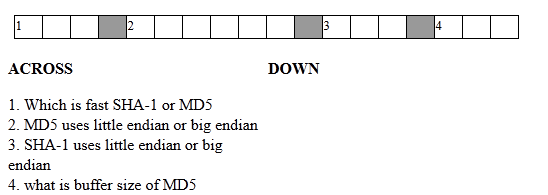 1 2 3 4
ACROSS DOWN
1. Which is fast SHA-1 or MD5
2. MD5 uses little endian or big endian
3. SHA-1 uses little endian or big
endian
4. what is buffer size of MD5